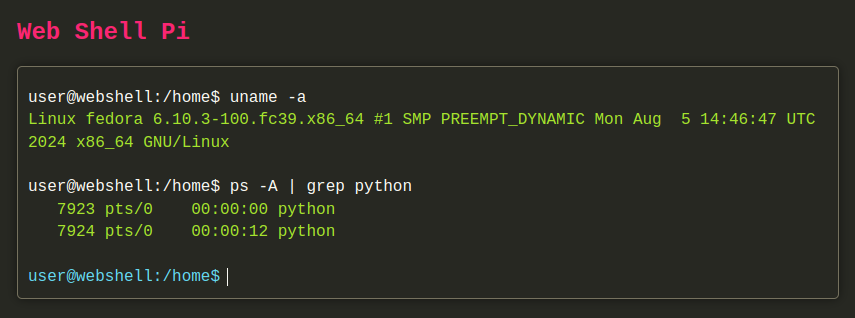 Web Shell Pi
user@webshell:/home$ uname -a
Linux fedora 6.10.3-100.fc39.x86_64 #1 SMP PREEMPT_DYNAMIC Mon Aug  5 14:46:47 UTC
2024 x86_64 GNU/Linux
user@webshell:/home$ ps -A | grep python
   7923 pts/0    00:00:00 python
   7924 pts/0    00:00:12 python
user@webshell:/home$